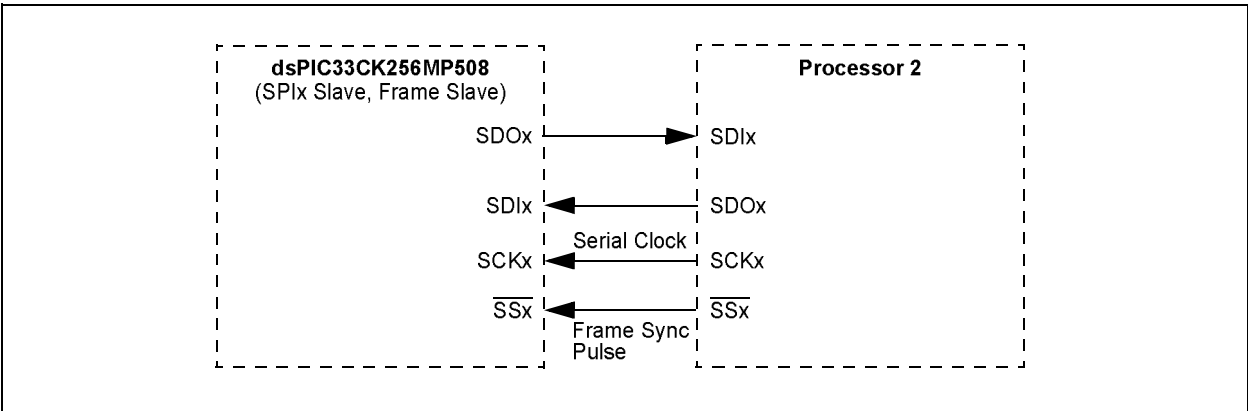 dsPIC33CK256MP508
(SPIx Slave, Frame Slave)
Processor 2
SDOx
SDIx
SDIx
SDOx
Serial Clock
SCKx
SCKx
SSx
SSx
Frame Sync
Pulse